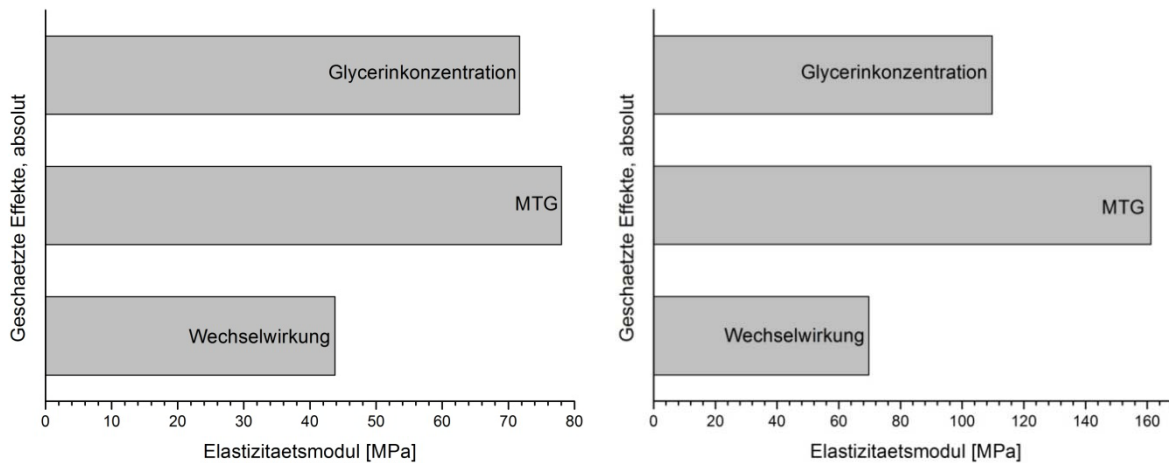 Geschaetzte Effekte, absolut
Glycerinkonzentration
MTG
Wechselwirkung
0 10 20 30 40 50 60 70 80
Elastizitaetsmodul [MPa]
Geschaetzte Effekte, absolut
Glycerinkonzentration
MTG
Wechselwirkung
0 20 40 60 80 100 120 140 160
Elastizitaetsmodul [MPa]